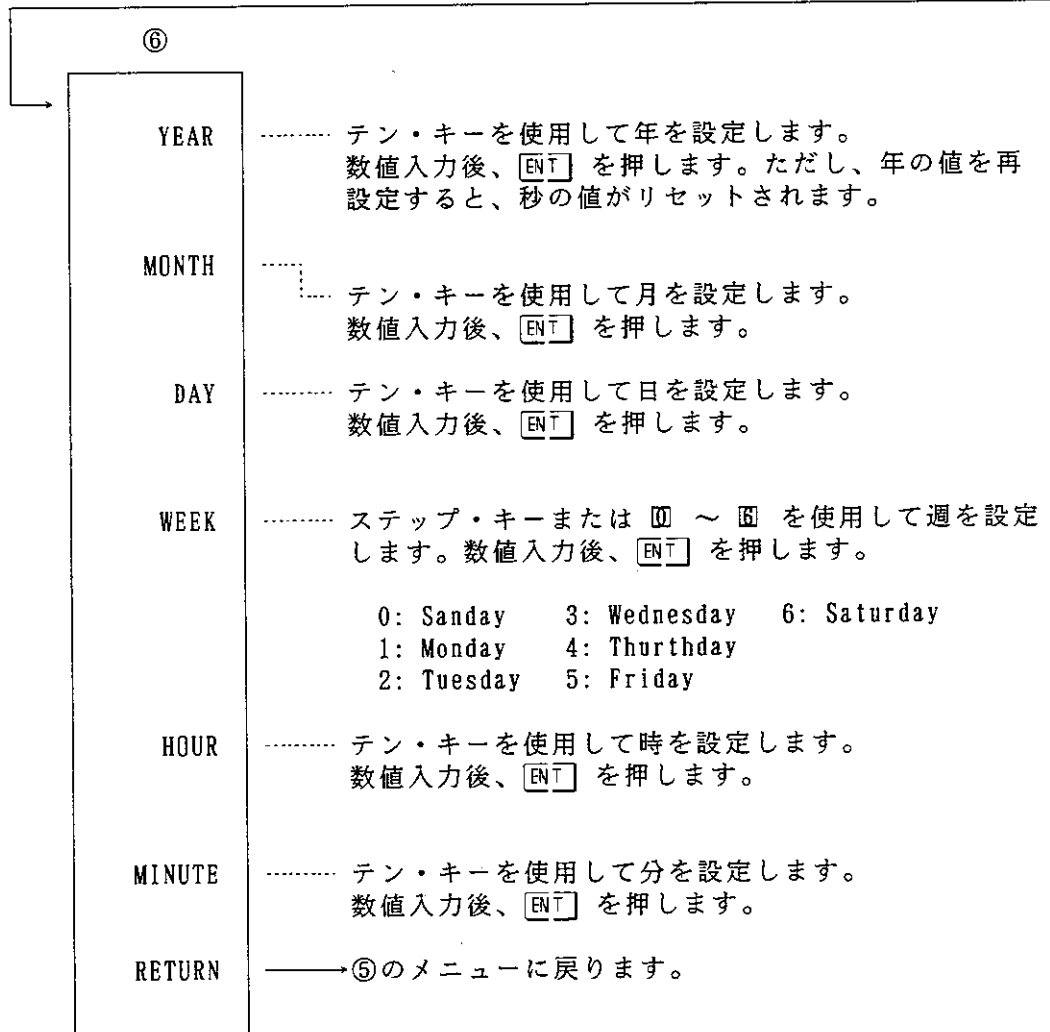 ⑥
YEAR ……… テン・キーを使用して年を設定します。
数値入力後、ENT を押します。ただし、年の値を再
設定すると、秒の値がリセットされます。
MONTH
テン・キーを使用して月を設定します。
数値入力後、ENT を押します。
DAY ……… テン・キーを使用して日を設定します。
数値入力後、ENT を押します。
WEEK ……… ステップ・キーまたは 0 ～ 6 を使用して週を設定
します。数値入力後、ENT を押します。
0: Sanday 3: Wednesday 6: Saturday
1: Monday 4: Thurthday
2: Tuesday 5: Friday
HOUR ……… テン・キーを使用して時を設定します。
数値入力後、ENT を押します。
MINUTE ……… テン・キーを使用して分を設定します。
数値入力後、ENT を押します。
RETURN ⑤のメニューに戻ります。